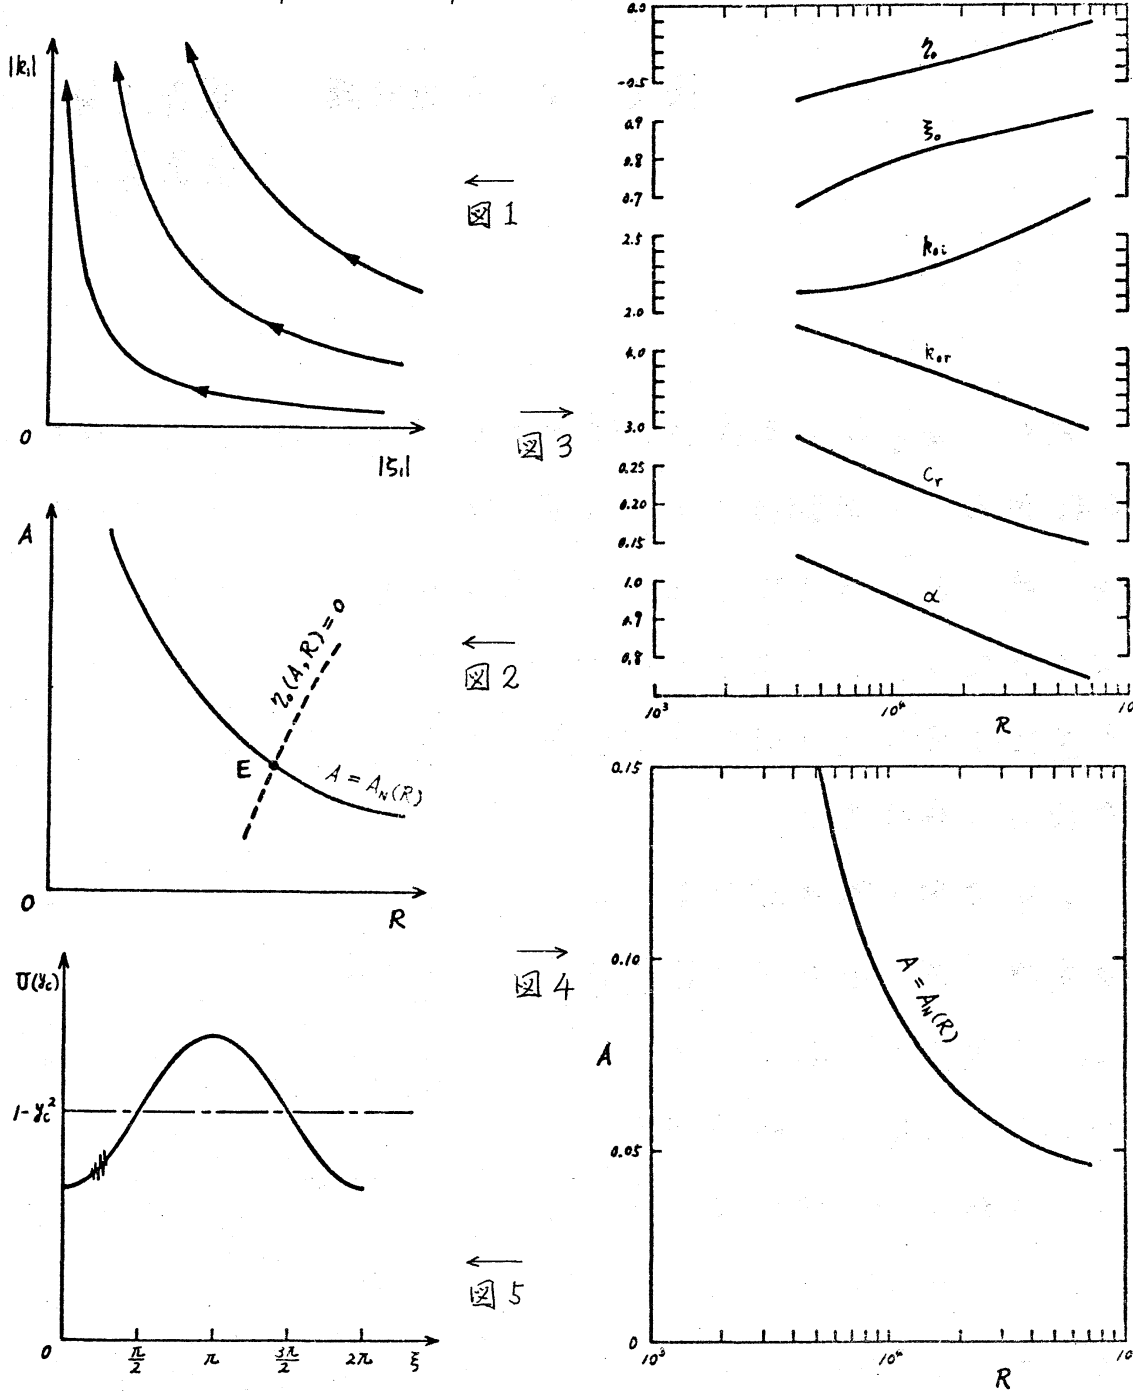 |k₁|
0
|ξ₁|
← 図 1
A
η₀(A, R) = 0
E
A = A_N(R)
0
R
← 図 2
U(y_c)
1-y_c²
0
π/2
π
3π/2
2π
ξ
← 図 5
→ 図 3
0.0
-0.5
η₀
0.9
0.8
0.7
ξ₀
2.5
2.0
k₀ᵢ
4.0
3.0
k₀ᵣ
0.25
0.20
0.15
Cᵣ
1.0
0.9
0.8
α
10³
10⁴
R
→ 図 4
0.15
0.10
0.05
0
A
A = A_N(R)
10³
10⁴
R